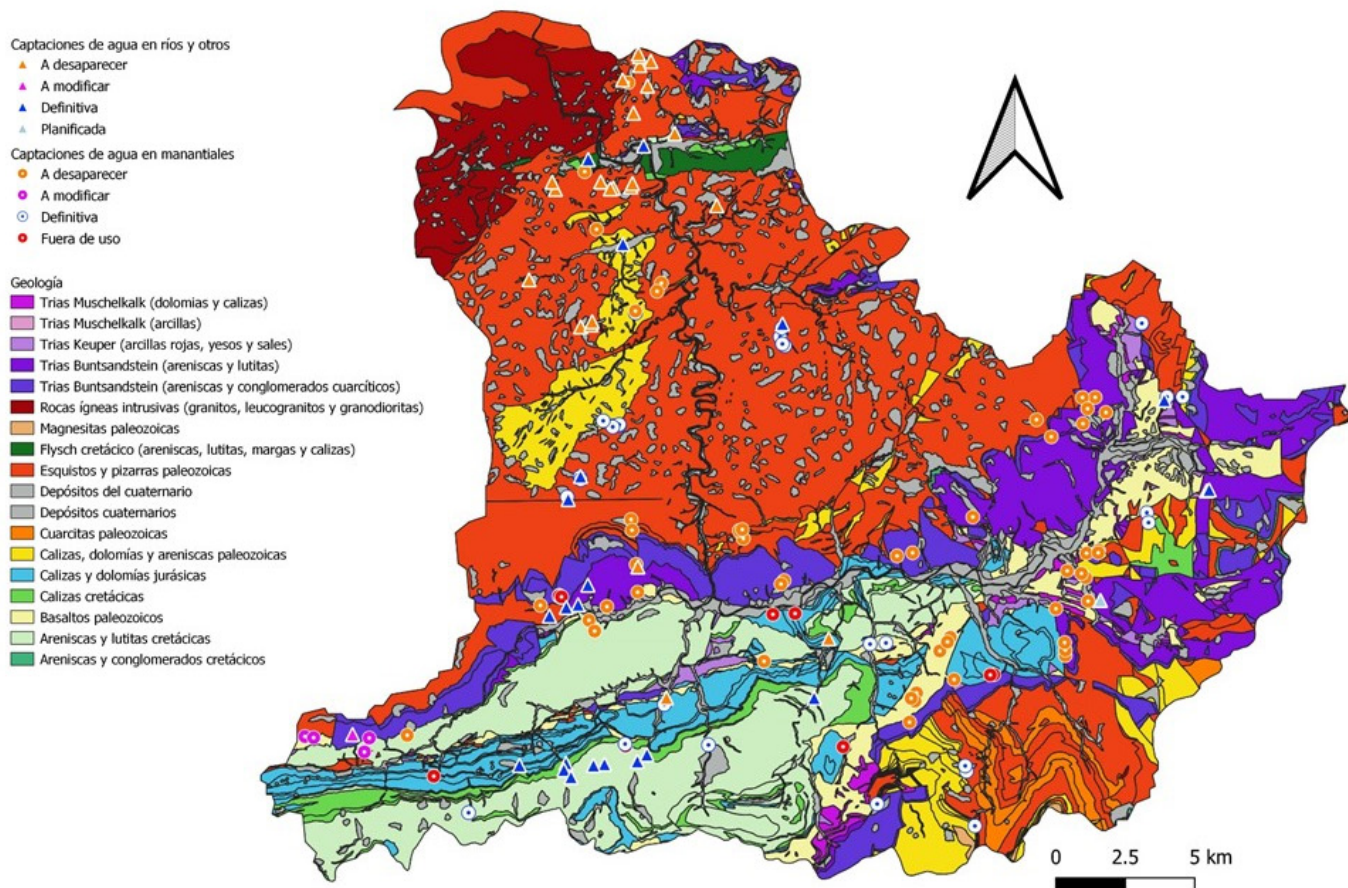 Captaciones de agua en ríos y otros
A desaparecer
A modificar
Definitiva
Planificada
Captaciones de agua en manantiales
A desaparecer
A modificar
Definitiva
Fuera de uso
Geología
Trias Muschelkalk (dolomias y calizas)
Trias Muschelkalk (arcillas)
Trias Keuper (arcillas rojas, yesos y sales)
Trias Buntsandstein (areniscas y lutitas)
Trias Buntsandstein (areniscas y conglomerados cuarcíticos)
Rocas ígneas intrusivas (granitos, leucogranitos y granodioritas)
Magnesitas paleozoicas
Flysch cretácico (areniscas, lutitas, margas y calizas)
Esquistos y pizarras paleozoicas
Depósitos del cuaternario
Depósitos cuaternarios
Cuarcitas paleozoicas
Calizas, dolomías y areniscas paleozoicas
Calizas y dolomías jurásicas
Calizas cretácicas
Basaltos paleozoicos
Areniscas y lutitas cretácicas
Areniscas y conglomerados cretácicos
0 2.5 5 km